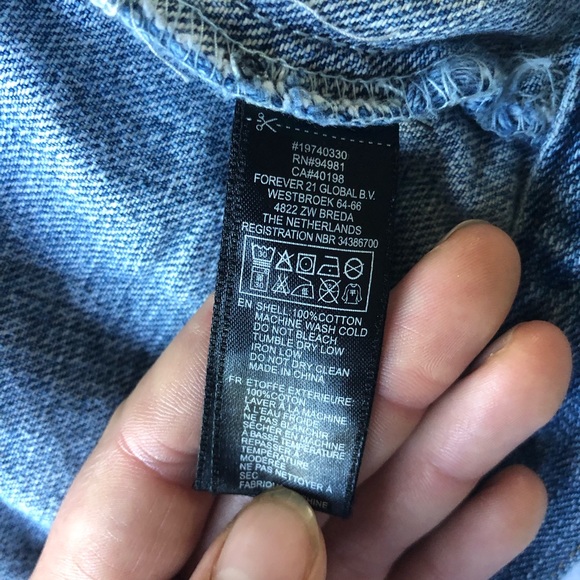 #19740330
RN#94981
CA#40198
FOREVER 21 GLOBAL B.V.
WESTBROEK 64-66
4822 ZW BREDA
THE NETHERLANDS
REGISTRATION NBR 34386700
30
30
EN SHELL: 100%COTTON
MACHINE WASH COLD
DO NOT BLEACH
TUMBLE DRY LOW
IRON LOW
DO NOT DRY CLEAN
MADE IN CHINA
FR ETOFFE EXTERIEURE:
100%COTON
LAVER À LA MACHINE
À L'EAU FROIDE
NE PAS BLANCHIR
SÉCHER EN MACHINE
À BASSE TEMPÉRATURE
REPASSER À
TEMPÉRATURE
MODERÉE
NE PAS NETTOYER À
SEC